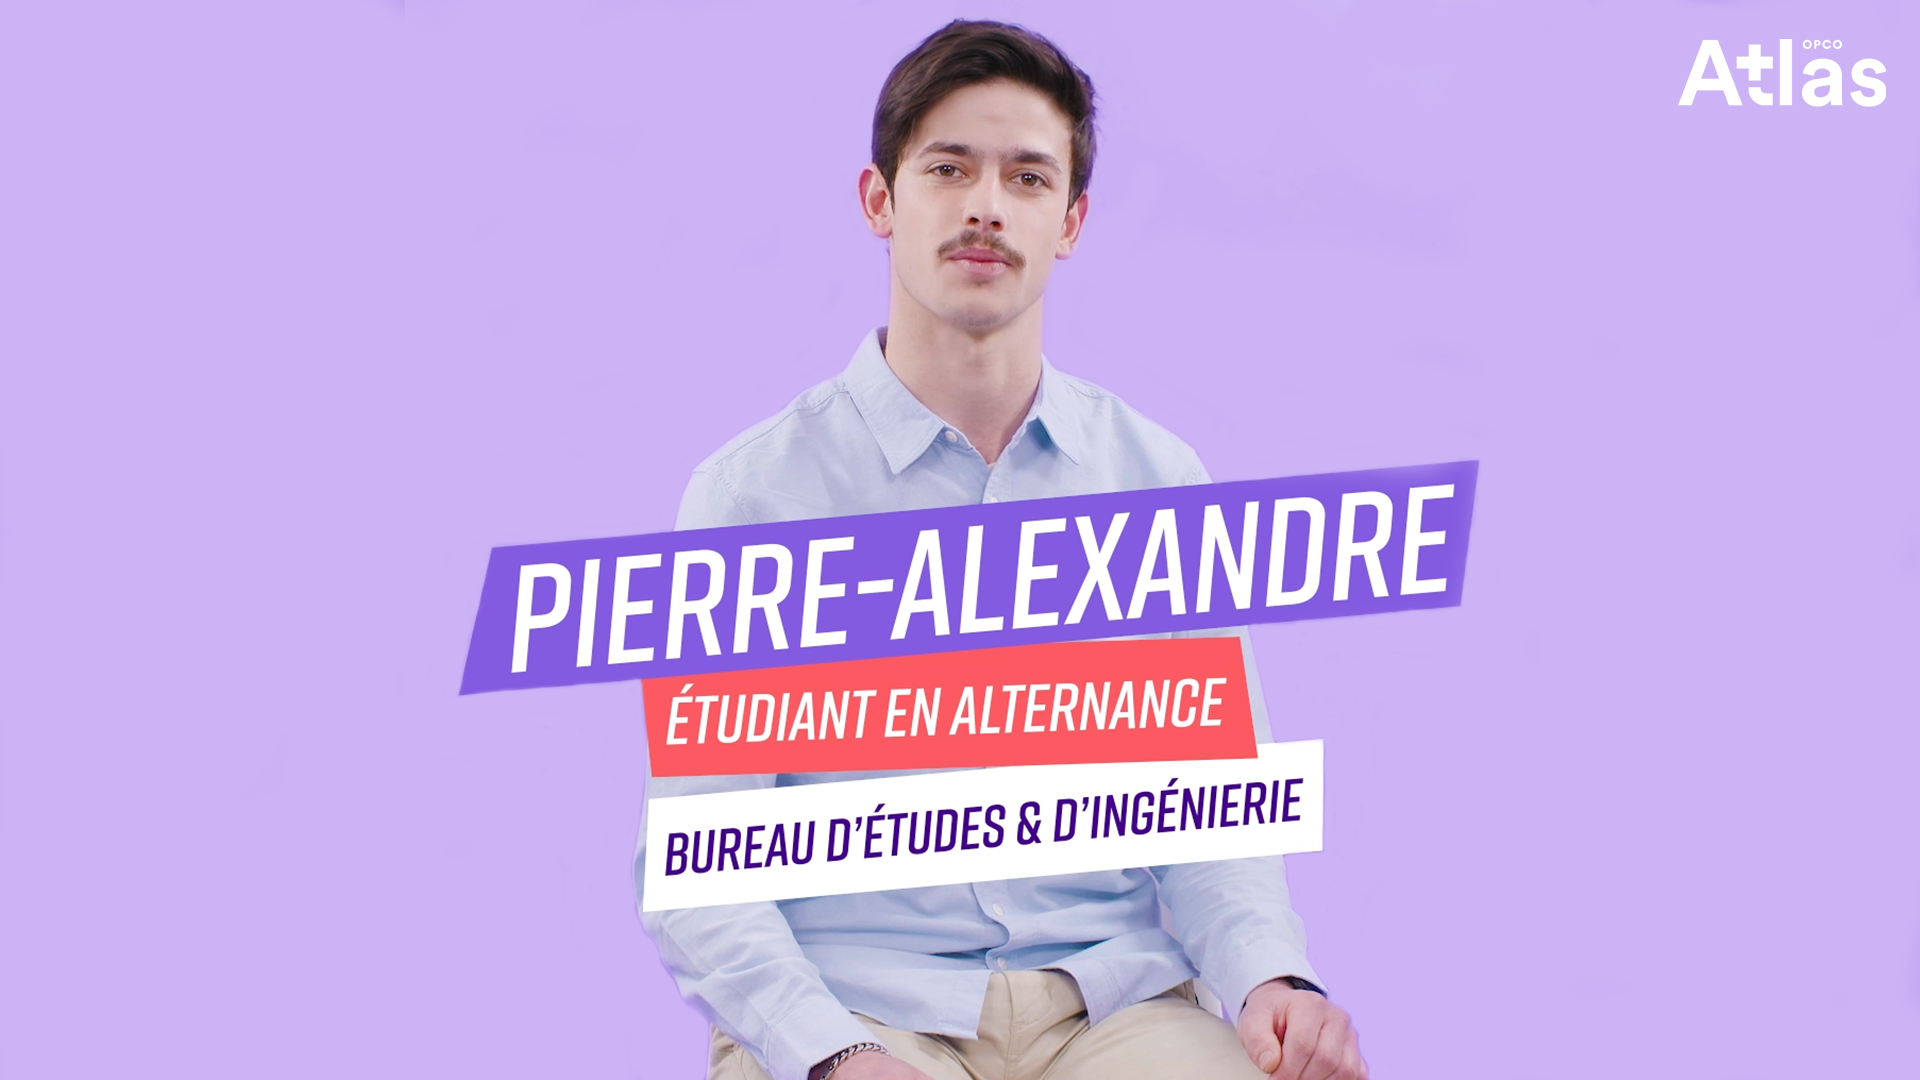 OPCO
Atlas
PIERRE-ALEXANDRE
ÉTUDIANT EN ALTERNANCE
BUREAU D'ÉTUDES & D'INGÉNIERIE